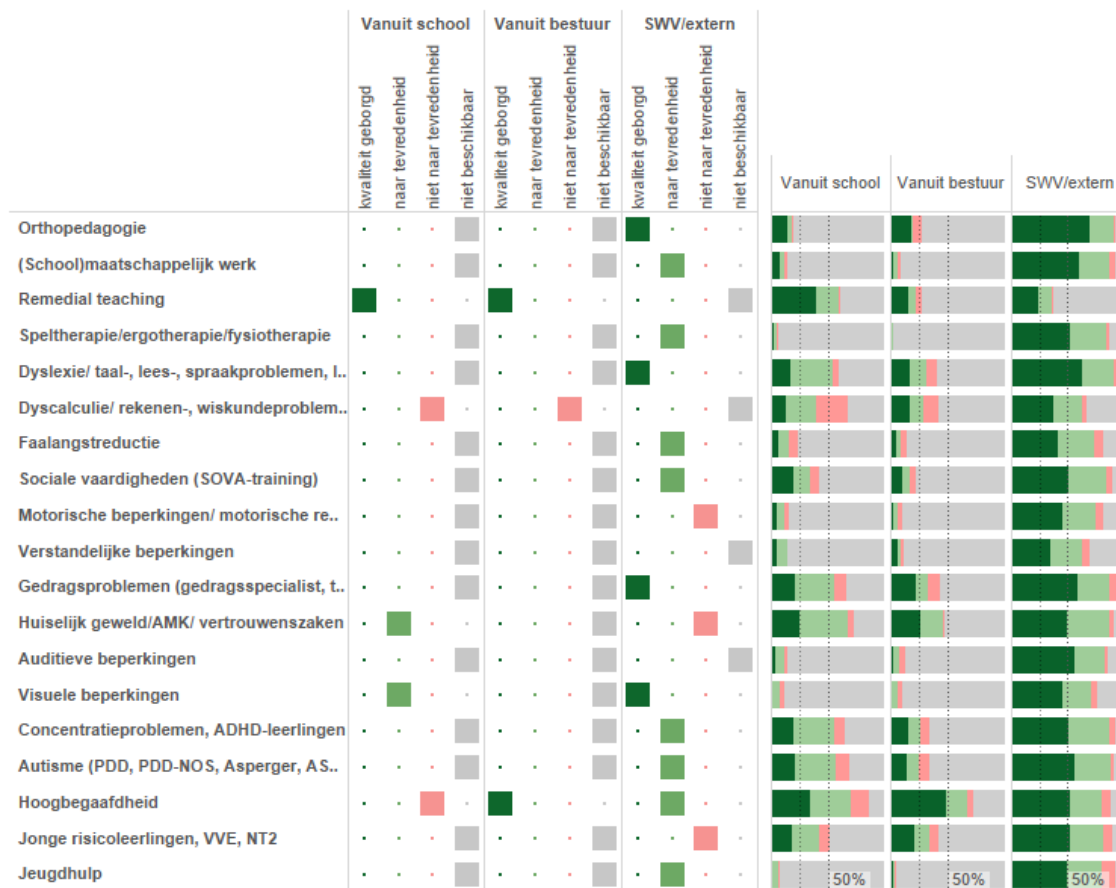 Vanuit school Vanuit bestuur SWV/extern
kwaliteit geborgd
naar tevredenheid
niet naar tevredenheid
niet beschikbaar
kwaliteit geborgd
naar tevredenheid
niet naar tevredenheid
niet beschikbaar
kwaliteit geborgd
naar tevredenheid
niet naar tevredenheid
niet beschikbaar
Vanuit school Vanuit bestuur SWV/extern
Orthopedagogie
(School)maatschappelijk werk
Remedial teaching
Speltherapie/ergotherapie/fysiotherapie
Dyslexie/ taal-, lees-, spraakproblemen, l..
Dyscalculie/ rekenen-, wiskundeproblem..
Faalangstreductie
Sociale vaardigheden (SOVA-training)
Motorische beperkingen/ motorische re..
Verstandelijke beperkingen
Gedragsproblemen (gedragsspecialist, t..
Huiselijk geweld/AMK/ vertrouwenszaken
Auditieve beperkingen
Visuele beperkingen
Concentratieproblemen, ADHD-leerlingen
Autisme (PDD, PDD-NOS, Asperger, AS..
Hoogbegaafdheid
Jonge risicoleerlingen, VVE, NT2
Jeugdhulp
50% 50% 50%